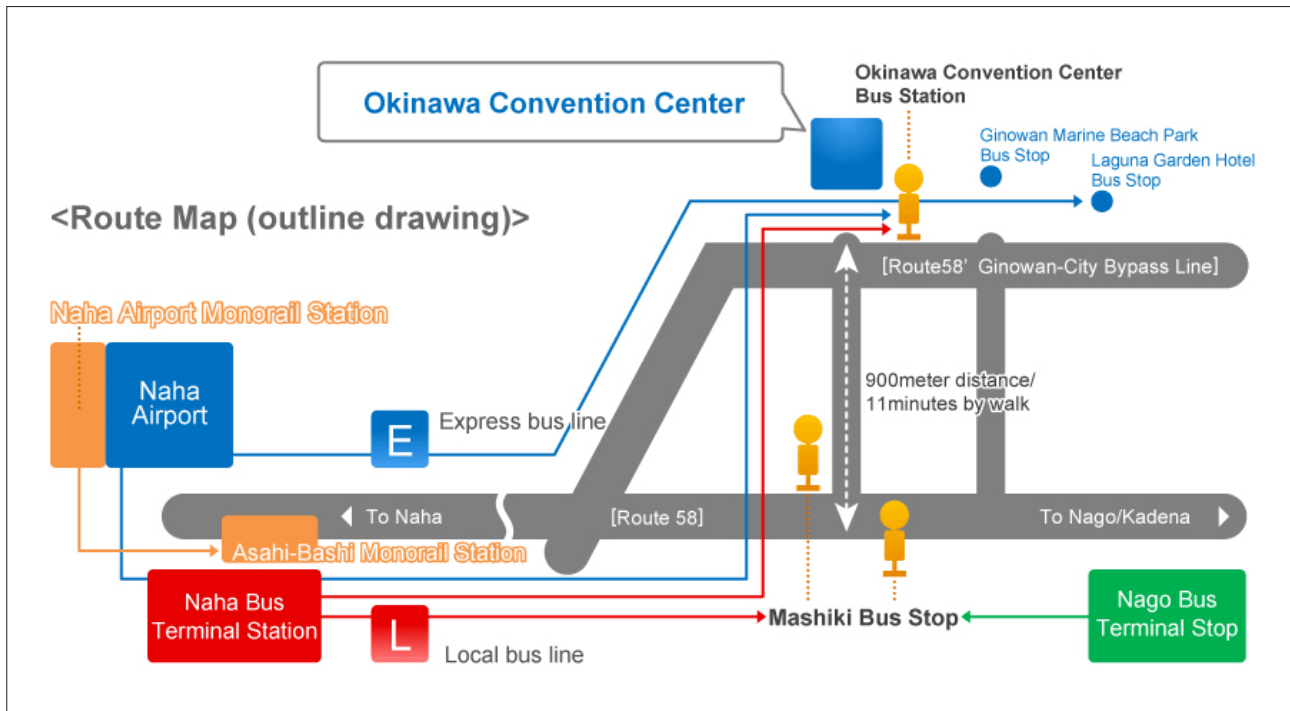 Okinawa Convention Center
Okinawa Convention Center
Bus Station
Ginowan Marine Beach Park
Bus Stop
Laguna Garden Hotel
Bus Stop
<Route Map (outline drawing)>
[Route58' Ginowan-City Bypass Line]
Naha Airport Monorail Station
Naha
Airport
E
Express bus line
900meter distance/
11minutes by walk
To Naha
[Route 58]
To Nago/Kadena
Asahi-Bashi Monorail Station
Naha Bus
Terminal Station
L
Local bus line
Mashiki Bus Stop
Nago Bus
Terminal Stop